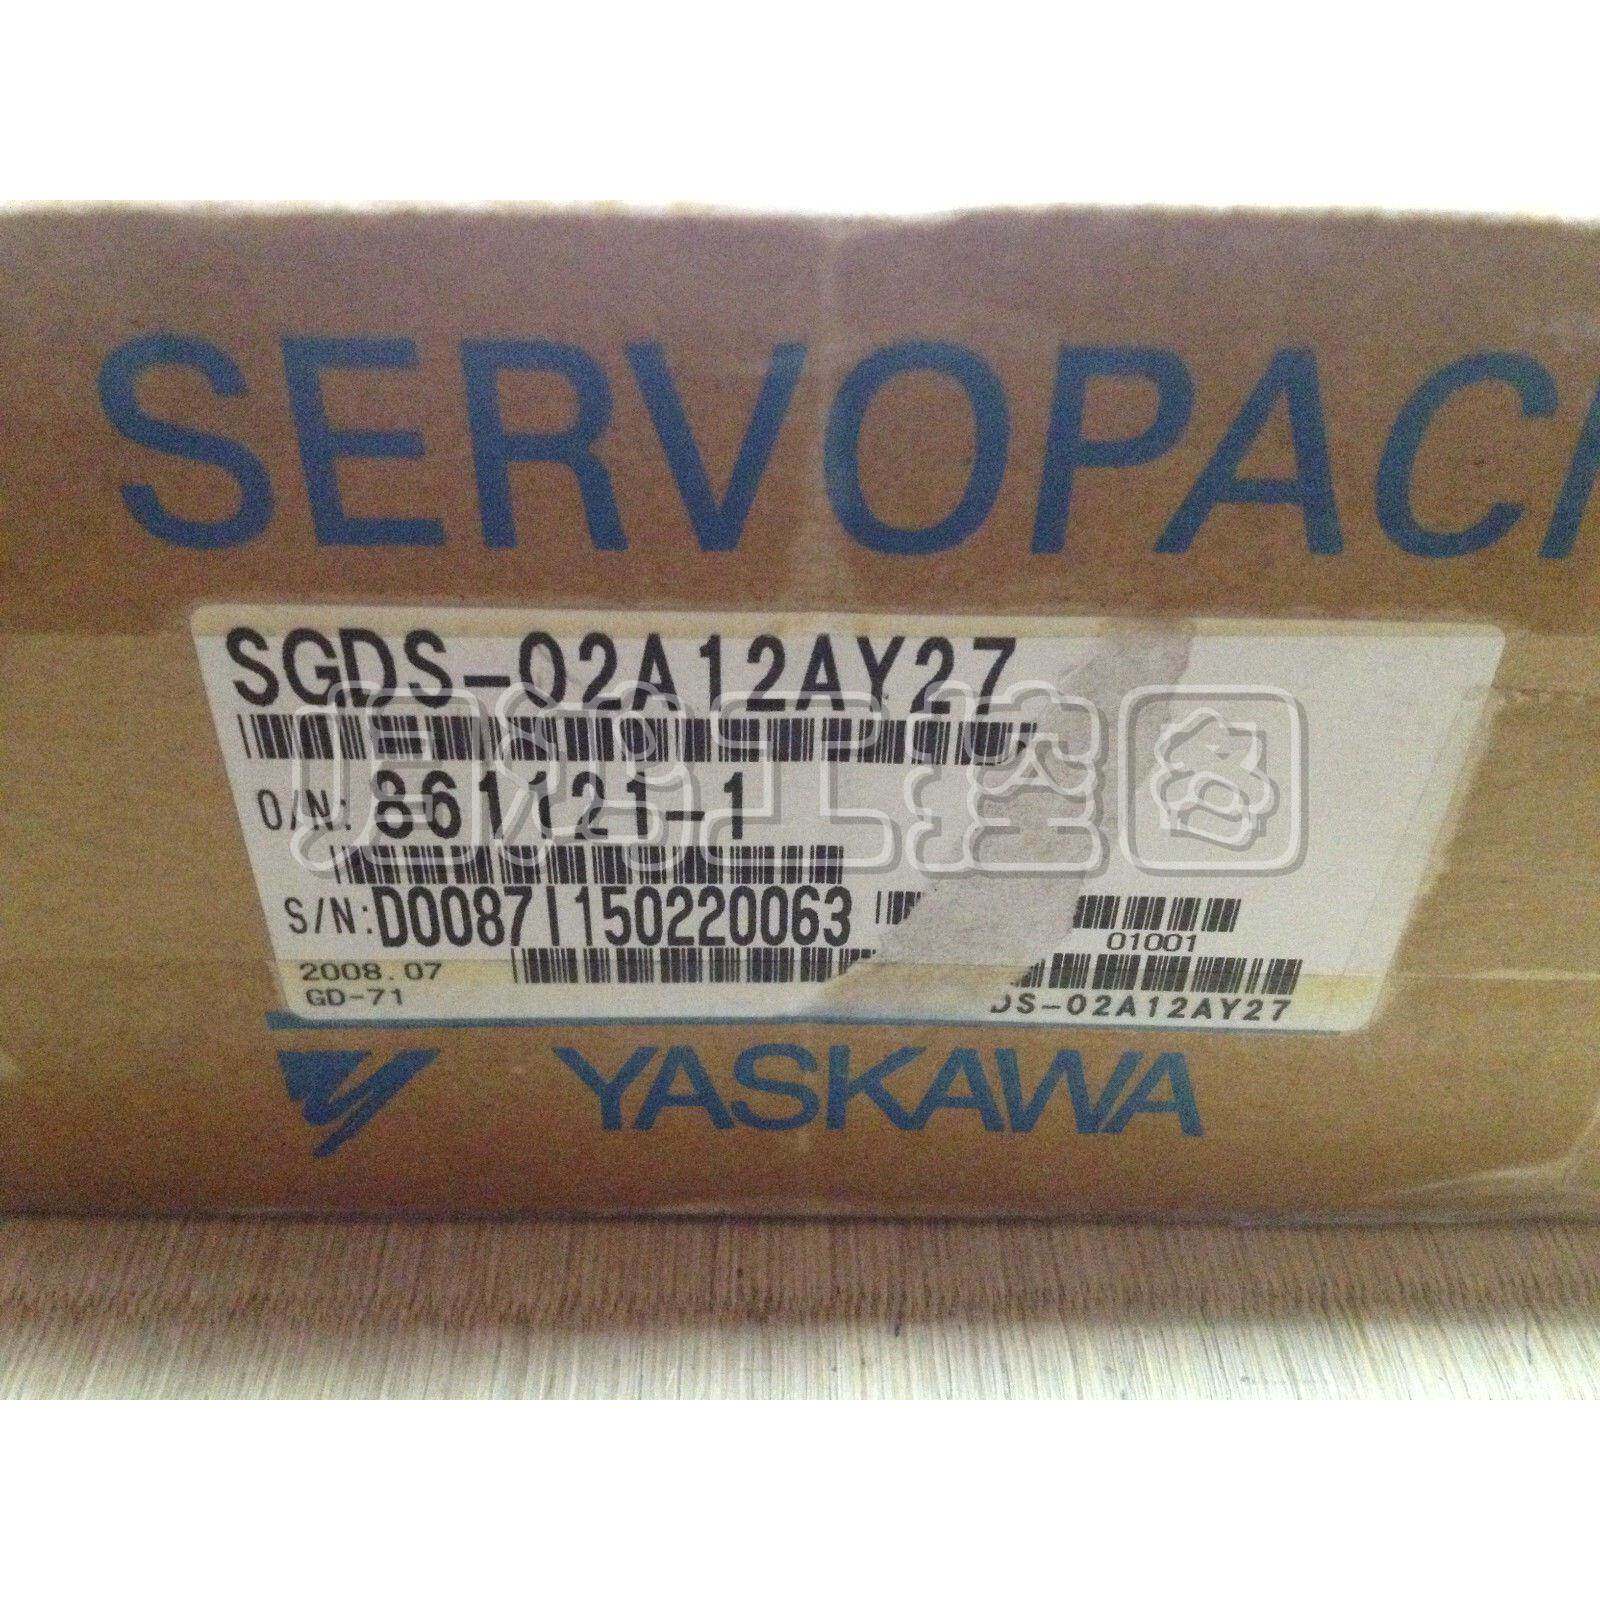 SERVOPACK
SGDS-02A12AY27
O/N: 861121-1
S/N: D0087I150220063
01001
2008.07
GD-71
DS-02A12AY27
YASKAWA